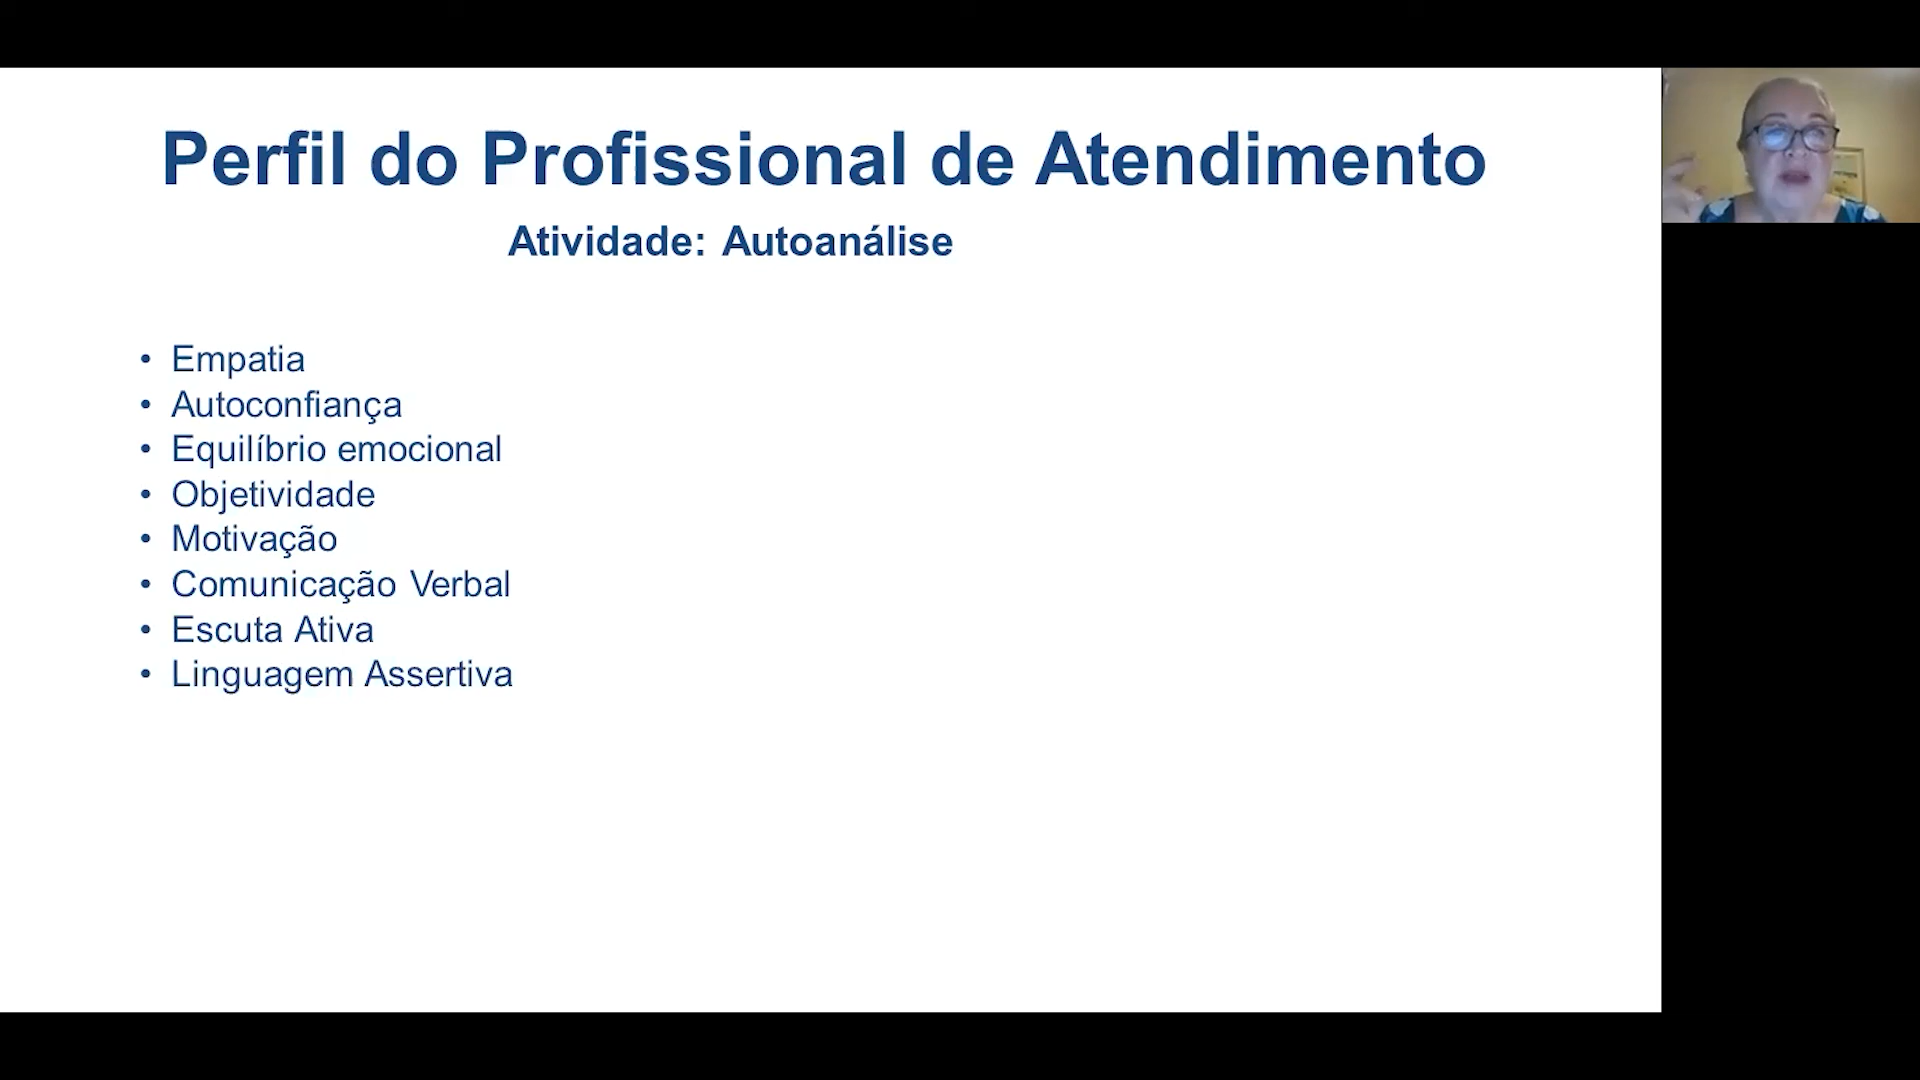 Perfil do Profissional de Atendimento
Atividade: Autoanálise
• Empatia
• Autoconfiança
• Equilíbrio emocional
• Objetividade
• Motivação
• Comunicação Verbal
• Escuta Ativa
• Linguagem Assertiva